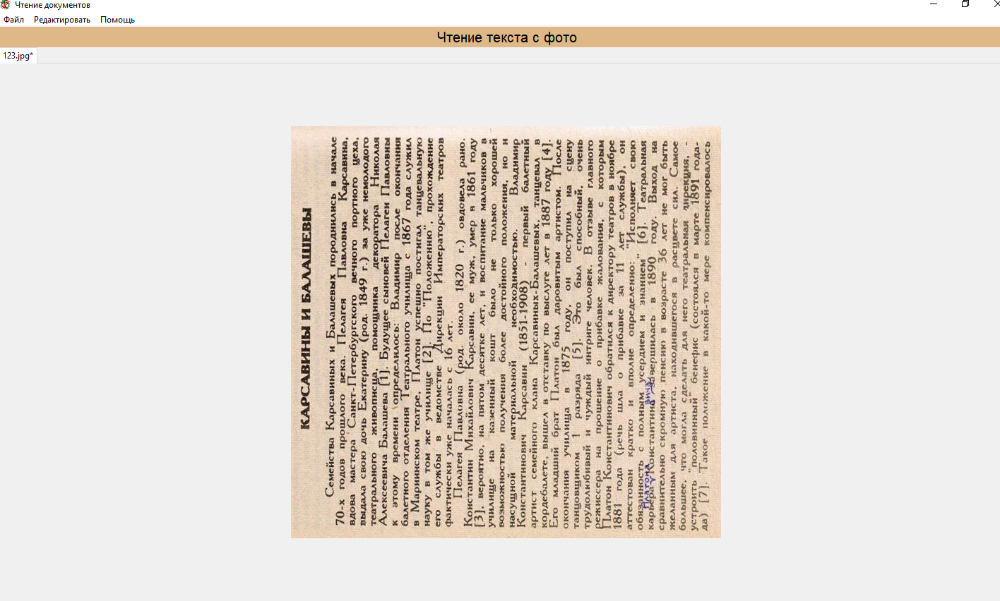 Чтение документов
Файл Редактировать Помощь
Чтение текста с фото
123.jpg*
КАРСАВИНЫ И БАЛАШЕВЫ
Семейства Карсавиных и Балашевых породнились в начале
70-х годов прошлого века. Пелагея Павловна Карсавина,
вдова мастера Санкт-Петербургского вечного портного цеха,
выдала свою дочь Екатерину (род. 1849 г.) за уже немолодого
театрального живописца, помощника декоратора Николая
Алексеевича Балашева [1]. Будущее сыновей Пелагеи Павловны
к этому времени определилось: Владимир после окончания
балетного отделения Театрального училища с 1867 года служил
в Мариинском театре, Платон успешно постигал танцевальную
науку в том же училище [2]. По "Положению", прохождение
его службы в ведомстве Дирекции Императорских театров
фактически уже началась с 16 лет.
Пелагея Павловна (род. около 1820 г.) овдовела рано.
Константин Михайлович Карсавин, ее муж, умер в 1861 году
[3], вероятно, на пятом десятке лет, и воспитание мальчиков в
училище на казенный кошт было не только хорошей
возможностью получения более достойного положения, но и
насущной материальной необходимостью. Владимир
Константинович Карсавин (1851-1908) - первый балетный
артист семейного клана Карсавиных-Балашевых, танцевал в
кордебалете, вышел в отставку по выслуге лет в 1887 году [4].
Его младший брат Платон был даровитым артистом. После
окончания училища в 1875 году, он поступил на сцену
танцовщиком 1 разряда [5]. Это был способный, очень
трудолюбивый и чуждый интриге человек. В отзыве главного
режиссера на прошение о прибавке жалования, с которым
Платон Константинович обратился к директору театров в ноябре
1881 года (речь шла о прибавке за 11 лет службы), он
аттестован кратко и вполне определенно: "Исполняет свою
обязанность с полным усердием и знанием" [6]. Театральная
Платона вича
карьера Константина завершилась в 1890 году. Выход на
сравнительно скромную пенсию в возрасте 36 лет не мог быть
желанным для артиста, находившегося в расцвете сил. Самое
большее, что могла сделать для него театральная дирекция, -
устроить "половинный" бенефис (состоялся в марте 1891 года-
да) [7]. Такое положение в какой-то мере компенсировалось